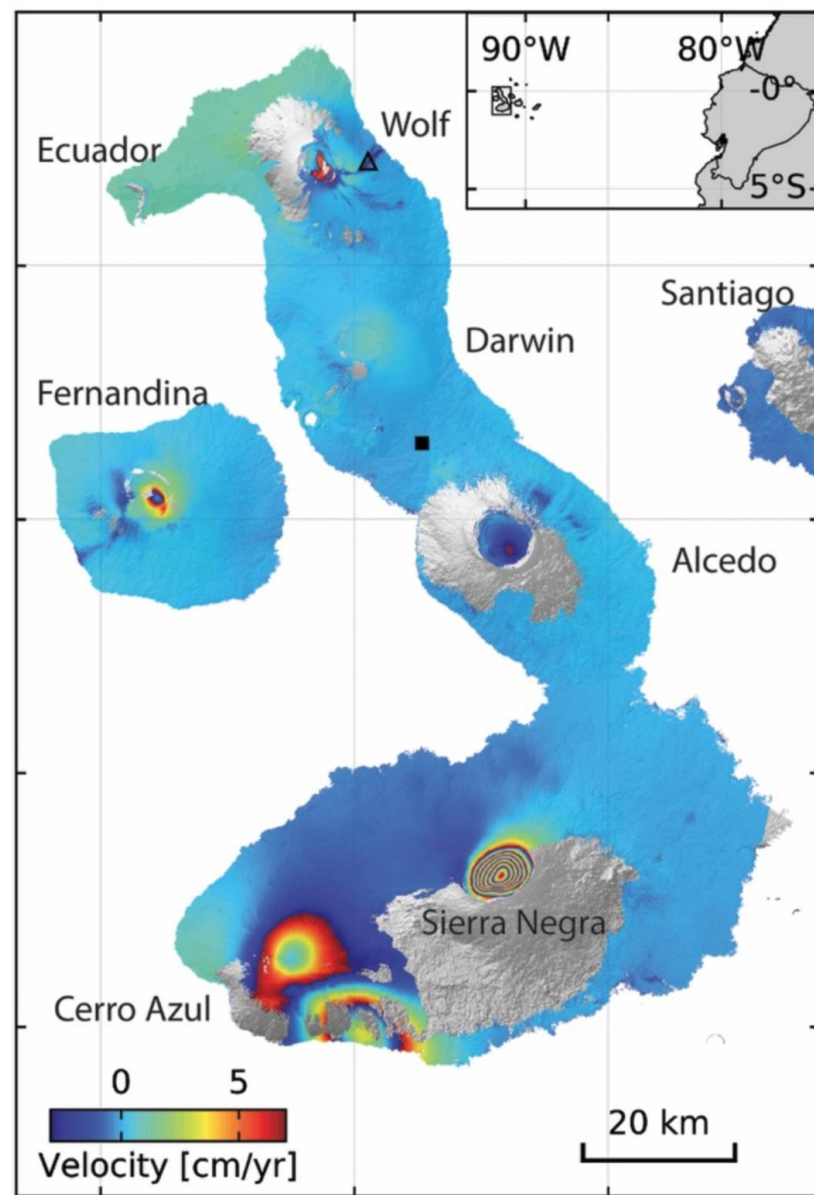 90°W 80°W
-0°
5°S
Wolf
Ecuador
Santiago
Darwin
Fernandina
Alcedo
Sierra Negra
Cerro Azul
0 5
Velocity [cm/yr]
20 km